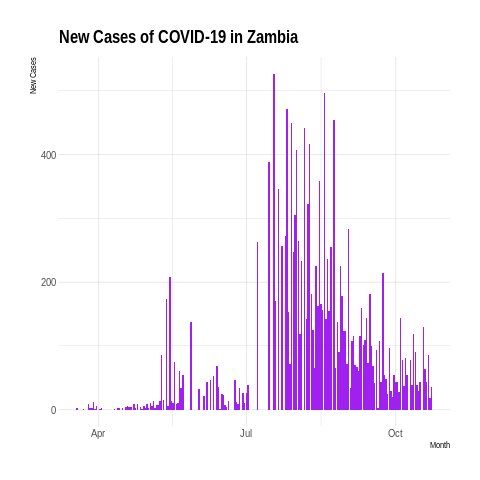 New Cases of COVID-19 in Zambia
New Cases
400
200
0
Apr
Jul
Oct
Month